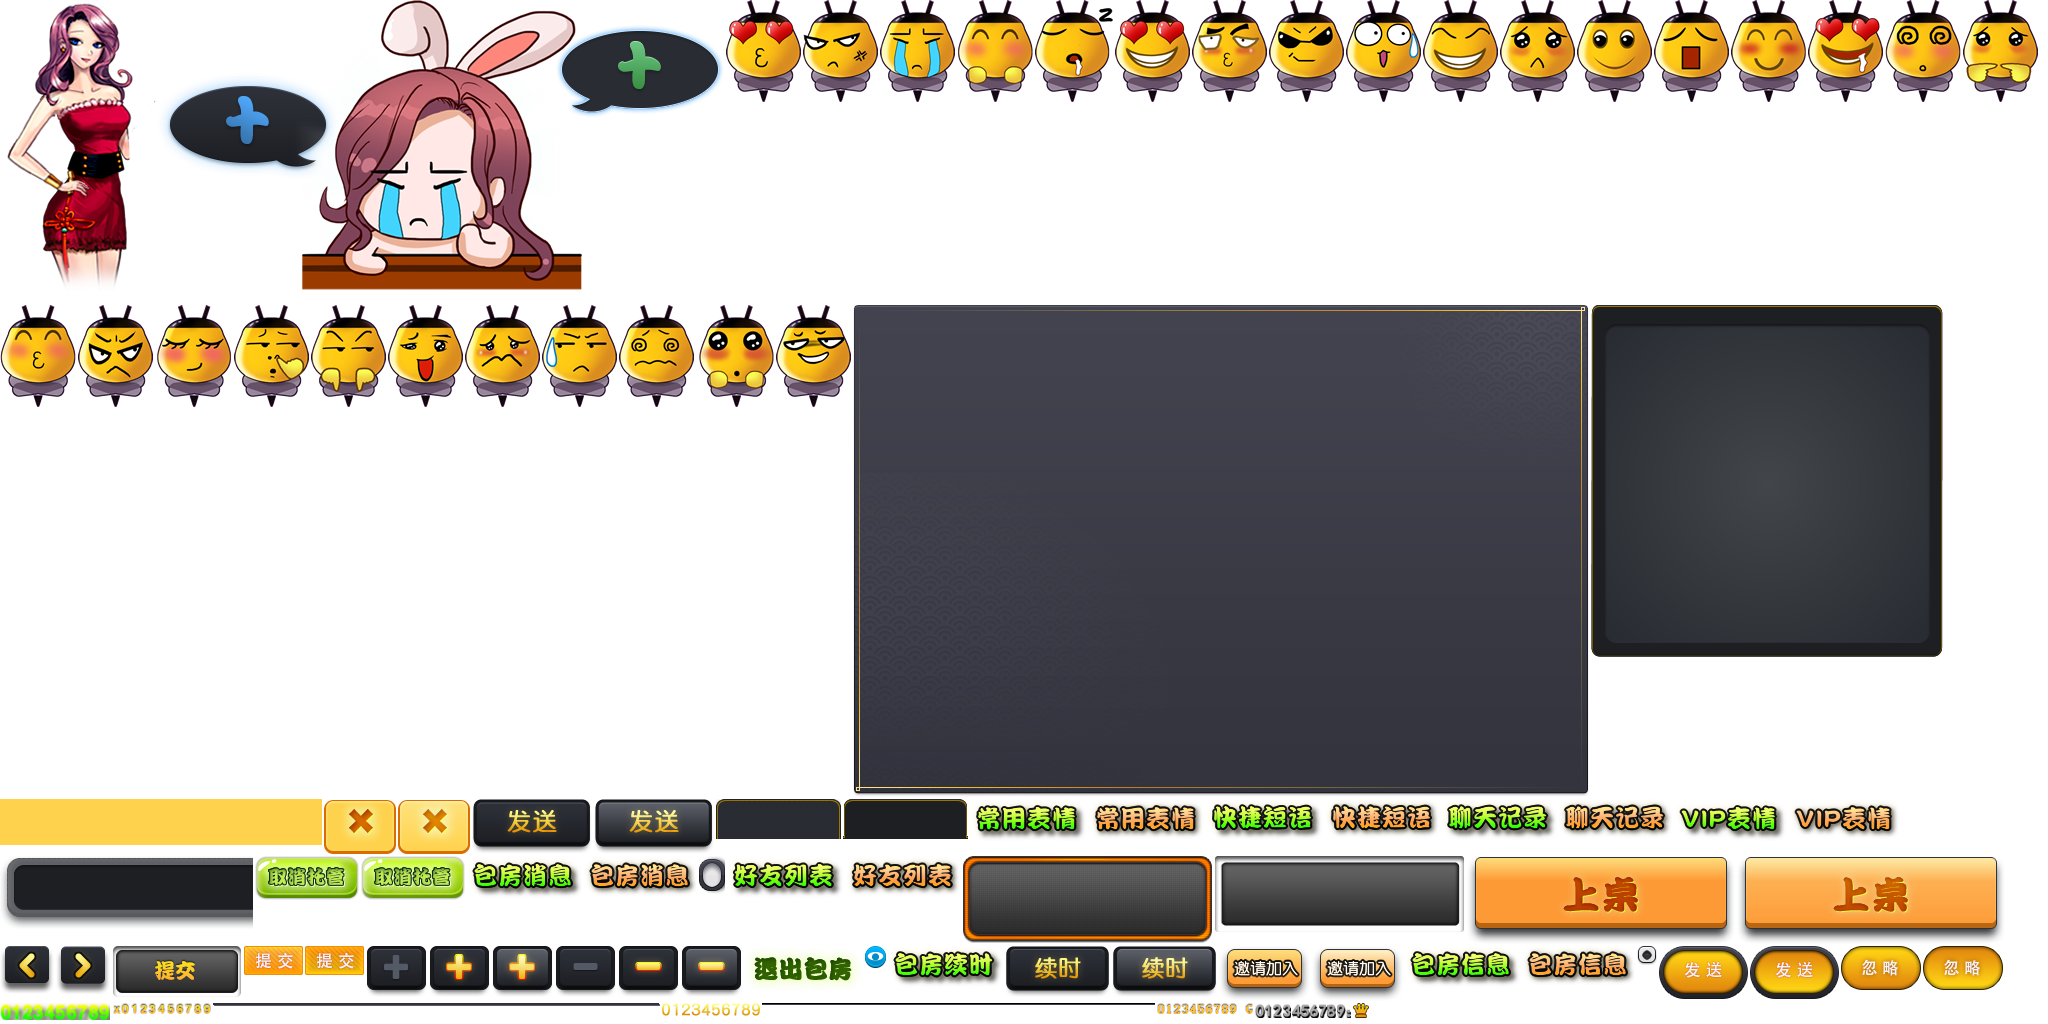 z
发送 发送 常用表情 常用表情 快捷短语 快捷短语 聊天记录 聊天记录 VIP表情 VIP表情
取消托管 取消托管 包房消息 包房消息 好友列表 好友列表 上桌 上桌
提交 提交 提交 退出包房 包房续时 续时 续时 邀请加入 邀请加入 包房信息 包房信息 发送 发送 忽略 忽略
0123456789 x0123456789 0123456789 0123456789 0123456789: